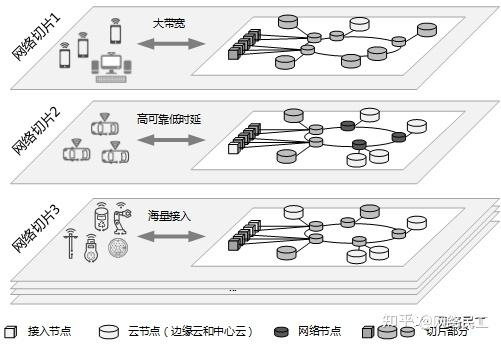 网络切片1
大带宽
网络切片2
高可靠低时延
网络切片3
海量接入
...
接入节点 云节点（边缘云和中心云） 网络节点 切片部分
知乎 @网络民工